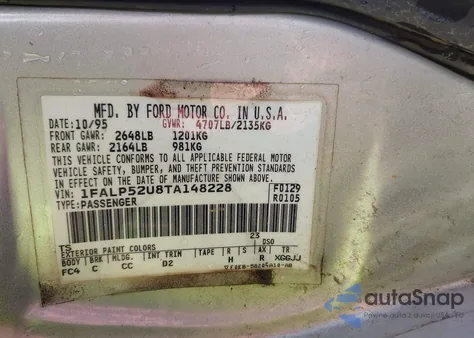 MFD. BY FORD MOTOR CO. IN U.S.A.
DATE: 10/95 GVWR: 4707LB/2135KG
FRONT GAWR: 2648LB 1201KG
REAR GAWR: 2164LB 981KG
THIS VEHICLE CONFORMS TO ALL APPLICABLE FEDERAL MOTOR
VEHICLE SAFETY, BUMPER, AND THEFT PREVENTION STANDARDS
IN EFFECT ON THE DATE OF MANUFACTURE SHOWN ABOVE.
VIN: 1FALP52U8TA148228 F0129
TYPE: PASSENGER R0105
TS 23
EXTERIOR PAINT COLORS DSO
BODY BRK MLDG. INT TRIM TAPE R AX TR
FC4 C CC D2 H R
autoSnap